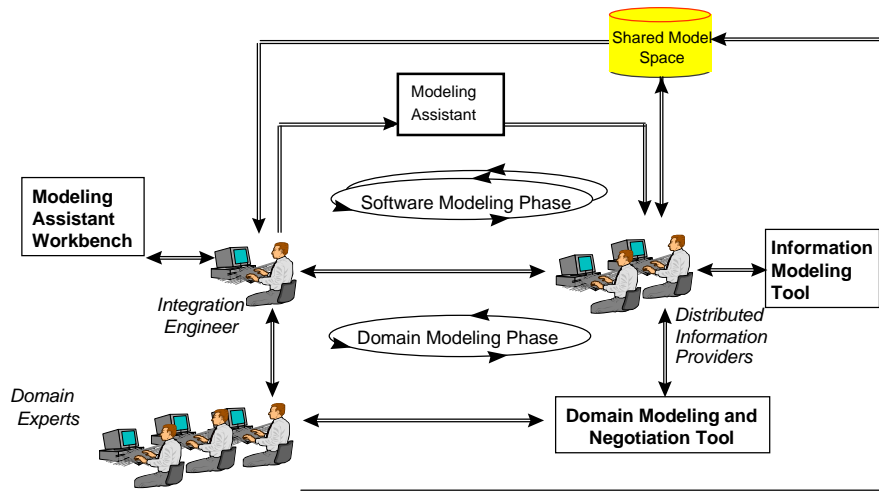 Shared Model
Space
Modeling
Assistant
Software Modeling Phase
Modeling
Assistant
Workbench
Information
Modeling
Tool
Integration
Engineer
Distributed
Information
Providers
Domain Modeling Phase
Domain
Experts
Domain Modeling and
Negotiation Tool